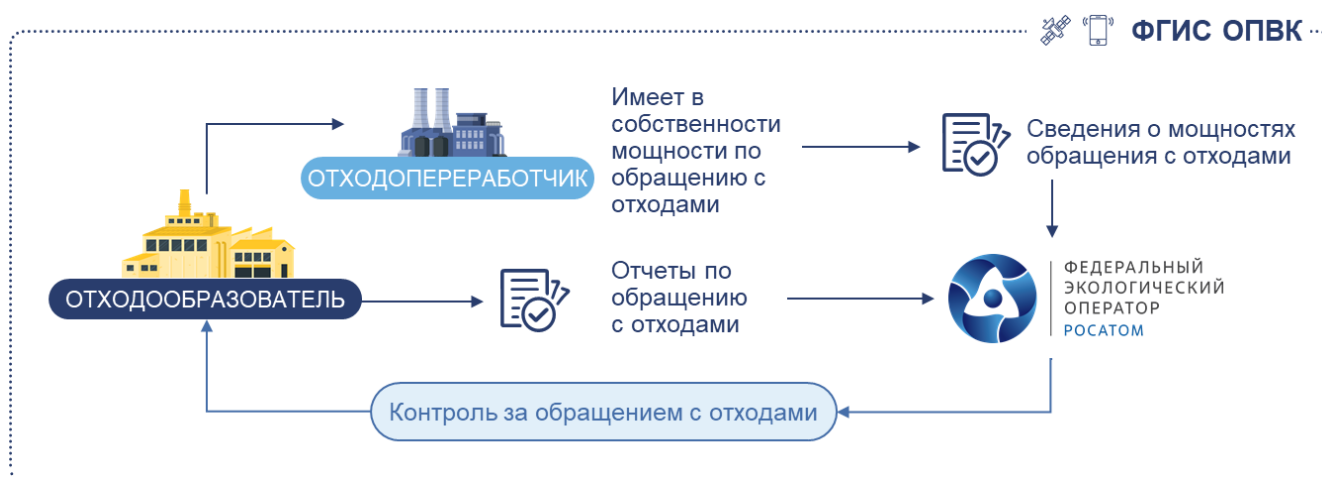 ФГИС ОПВК
Имеет в
собственности
мощности по
обращению с
отходами
Сведения о мощностях
обращения с отходами
ОТХОДОПЕРЕРАБОТЧИК
ОТХОДООБРАЗОВАТЕЛЬ
Отчеты по
обращению
с отходами
ФЕДЕРАЛЬНЫЙ
ЭКОЛОГИЧЕСКИЙ
ОПЕРАТОР
РОСАТОМ
Контроль за обращением с отходами